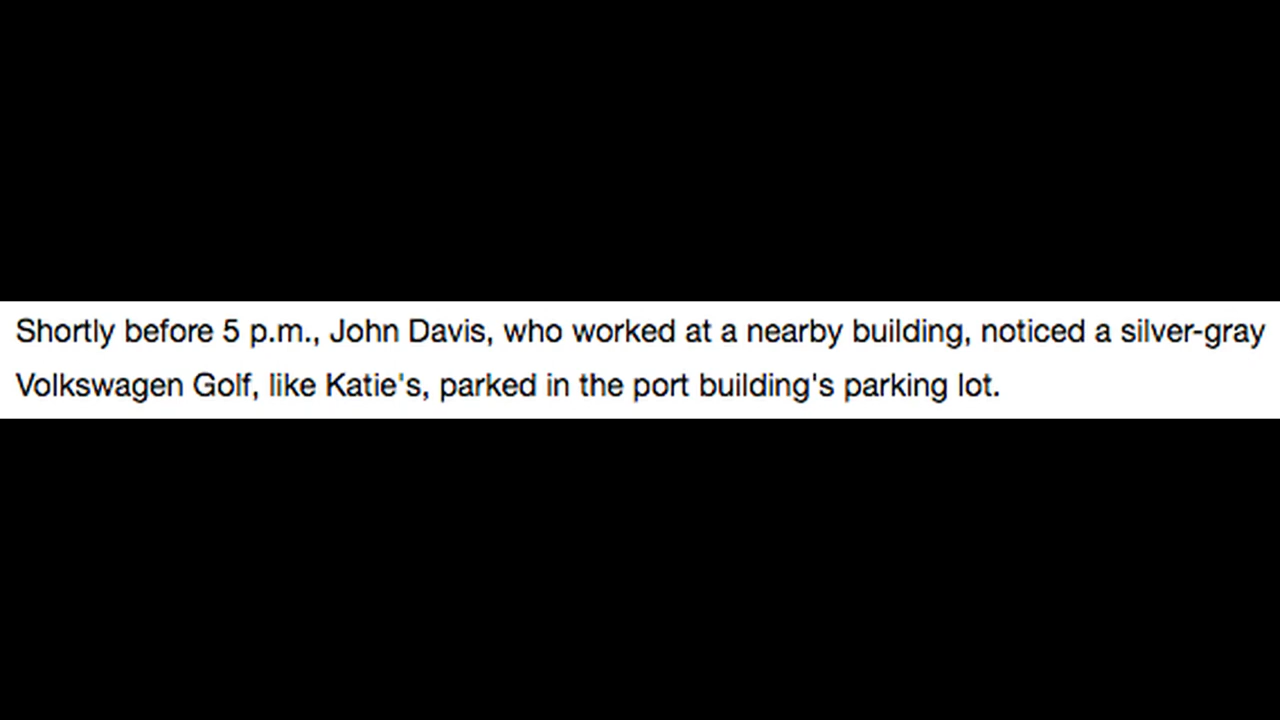 Shortly before 5 p.m., John Davis, who worked at a nearby building, noticed a silver-gray
Volkswagen Golf, like Katie's, parked in the port building's parking lot.